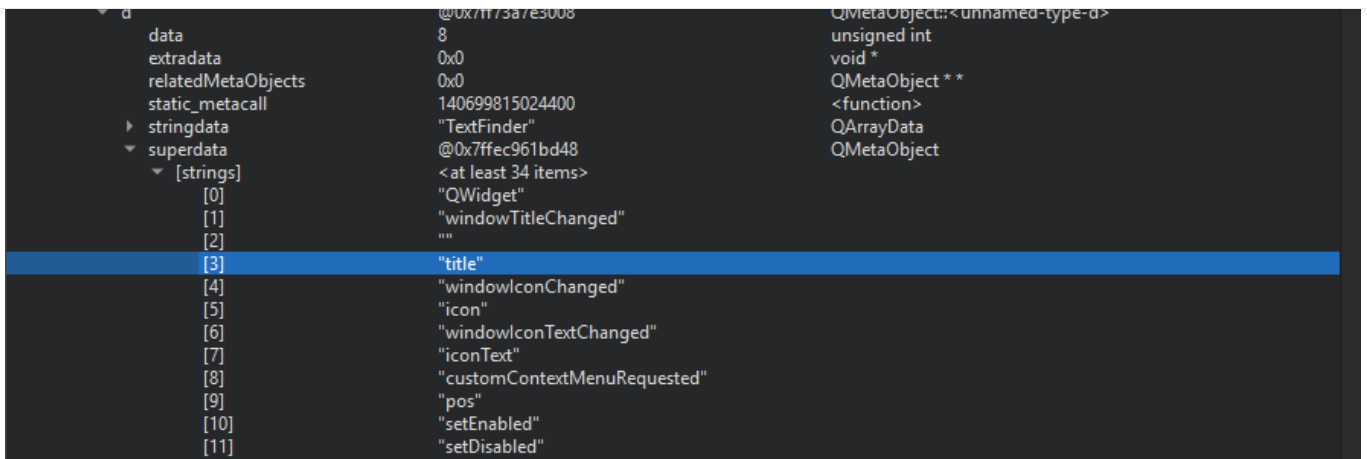 d @0x7ff73a7e3008 QMetaObject::<unnamed-type-d>
data 8 unsigned int
extradata 0x0 void *
relatedMetaObjects 0x0 QMetaObject * *
static_metacall 140699815024400 <function>
stringdata "TextFinder" QArrayData
superdata @0x7ffec961bd48 QMetaObject
[strings] <at least 34 items>
[0] "QWidget"
[1] "windowTitleChanged"
[2] ""
[3] "title"
[4] "windowIconChanged"
[5] "icon"
[6] "windowIconTextChanged"
[7] "iconText"
[8] "customContextMenuRequested"
[9] "pos"
[10] "setEnabled"
[11] "setDisabled"